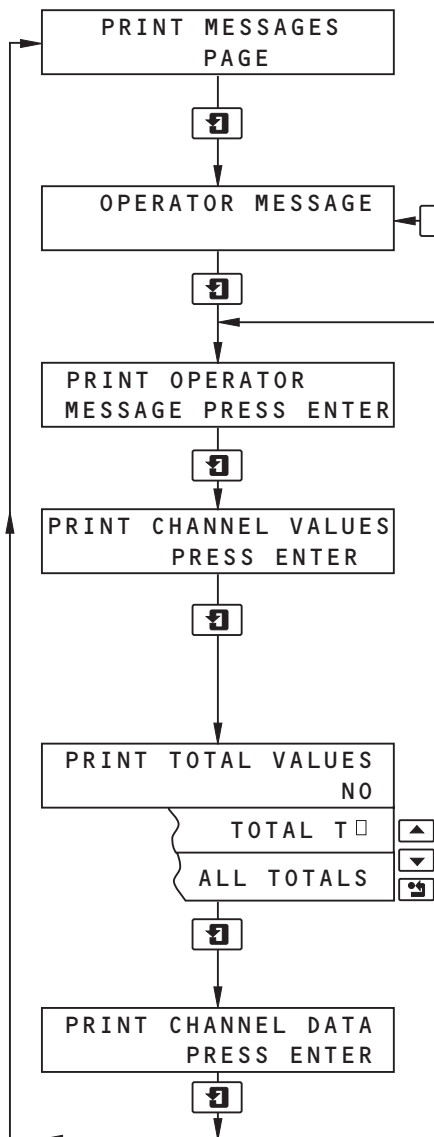 PRINT MESSAGES
PAGE
OPERATOR MESSAGE
PRINT OPERATOR
MESSAGE PRESS ENTER
PRINT CHANNEL VALUES
PRESS ENTER
PRINT TOTAL VALUES
NO
TOTAL T□
ALL TOTALS
PRINT CHANNEL DATA
PRESS ENTER